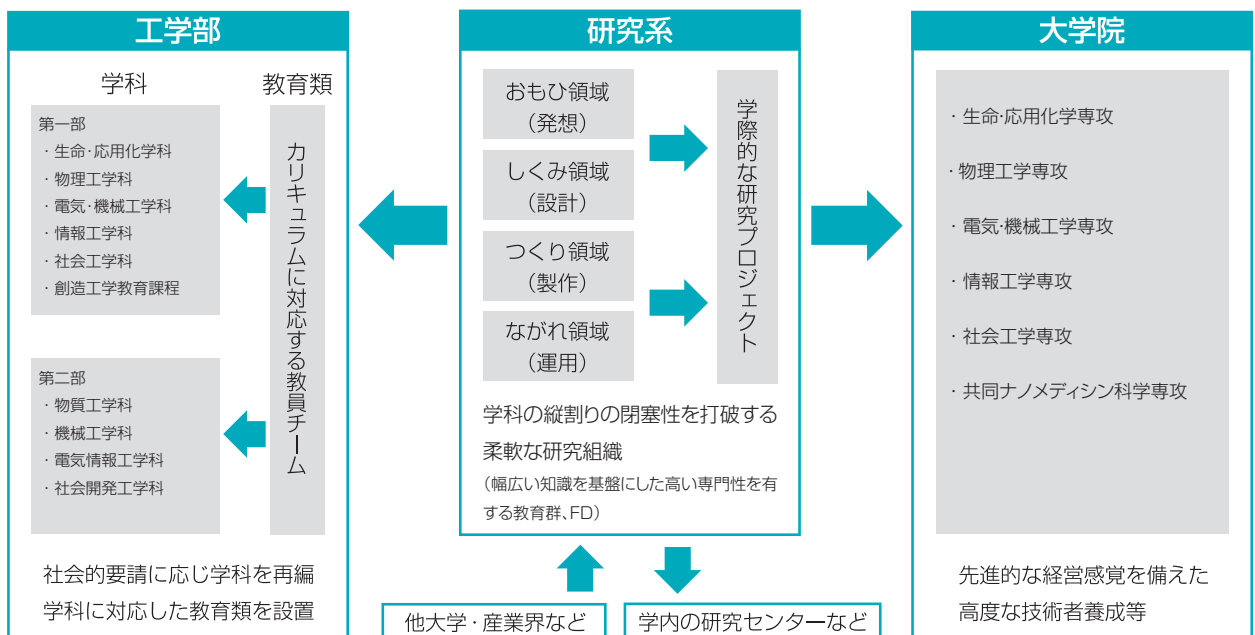 工学部
学科
教育類
第一部
・生命・応用化学科
・物理工学科
・電気・機械工学科
・情報工学科
・社会工学科
・創造工学教育課程
第二部
・物質工学科
・機械工学科
・電気情報工学科
・社会開発工学科
カリキュラムに対応する教員チーム
社会的要請に応じ学科を再編
学科に対応した教育類を設置
研究系
おもひ領域
（発想）
しくみ領域
（設計）
つくり領域
（製作）
ながれ領域
（運用）
学際的な研究プロジェクト
学科の縦割りの閉塞性を打破する
柔軟な研究組織
（幅広い知識を基盤にした高い専門性を有
する教育群、FD）
他大学・産業界など
学内の研究センターなど
大学院
・生命・応用化学専攻
・物理工学専攻
・電気・機械工学専攻
・情報工学専攻
・社会工学専攻
・共同ナノメディシン科学専攻
先進的な経営感覚を備えた
高度な技術者養成等